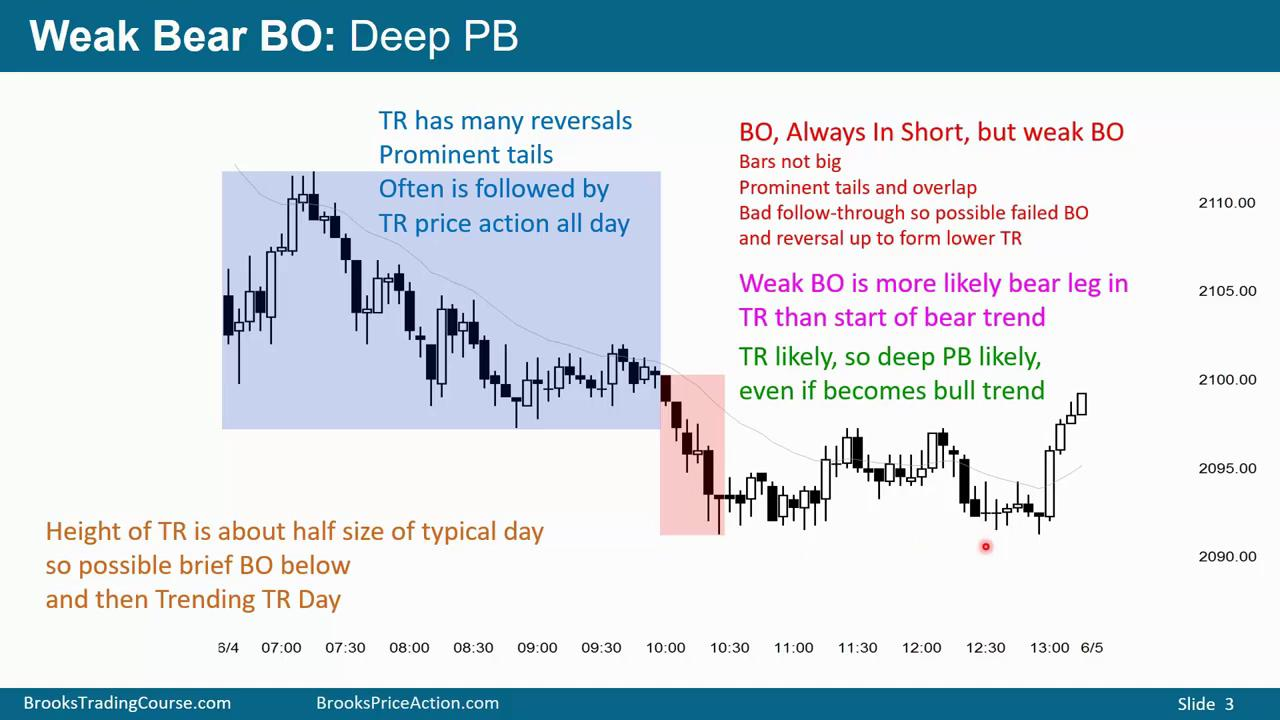 Weak Bear BO: Deep PB
TR has many reversals
Prominent tails
Often is followed by
TR price action all day
BO, Always In Short, but weak BO
Bars not big
Prominent tails and overlap
Bad follow-through so possible failed BO
and reversal up to form lower TR
Weak BO is more likely bear leg in
TR than start of bear trend
TR likely, so deep PB likely,
even if becomes bull trend
Height of TR is about half size of typical day
so possible brief BO below
and then Trending TR Day
2110.00
2105.00
2100.00
2095.00
2090.00
6/4 07:00 07:30 08:00 08:30 09:00 09:30 10:00 10:30 11:00 11:30 12:00 12:30 13:00 6/5
BrooksTradingCourse.com BrooksPriceAction.com Slide 3